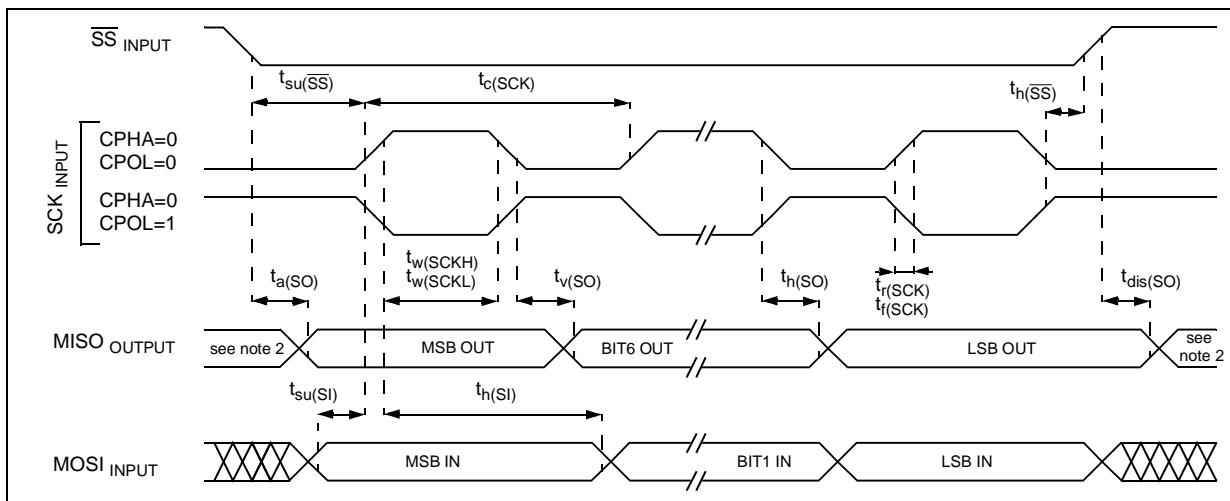 SS INPUT
tsu(SS)
tc(SCK)
th(SS)
SCK INPUT
CPHA=0
CPOL=0
CPHA=0
CPOL=1
ta(SO)
tw(SCKH)
tw(SCKL)
tv(SO)
th(SO)
tr(SCK)
tf(SCK)
tdis(SO)
MISO OUTPUT
see note 2
MSB OUT
BIT6 OUT
LSB OUT
see
note 2
tsu(SI)
th(SI)
MOSI INPUT
MSB IN
BIT1 IN
LSB IN